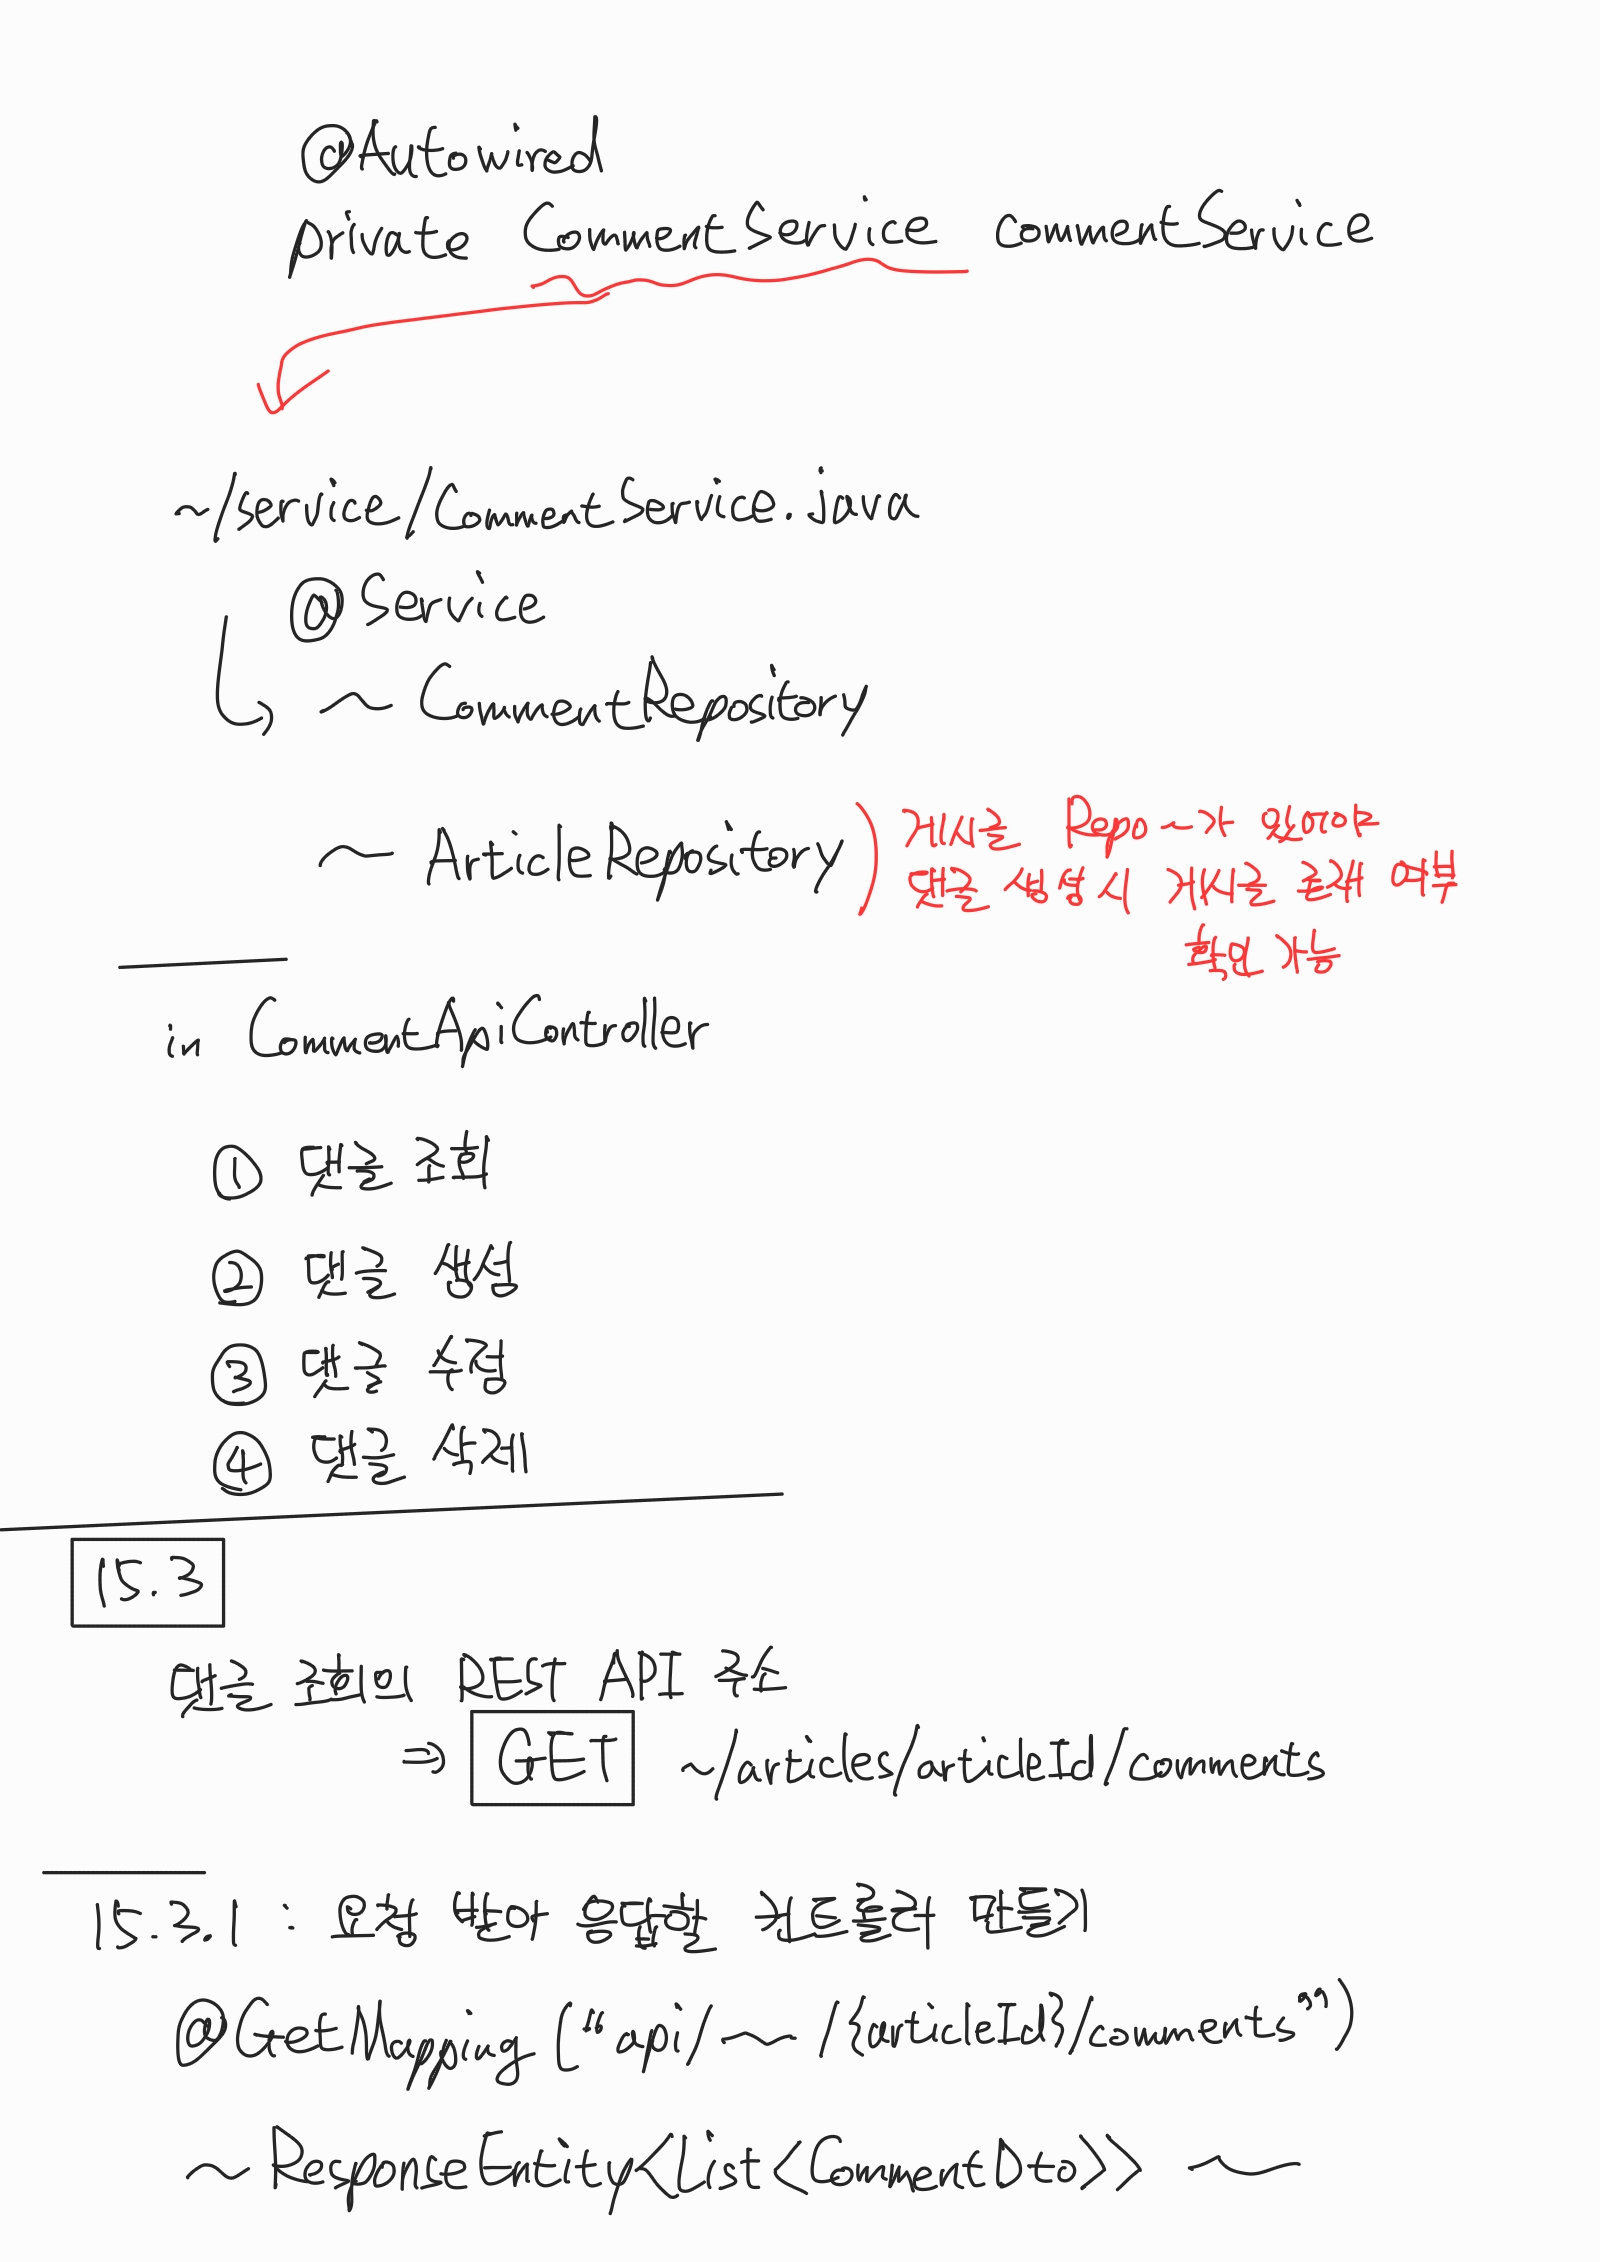 @Autowired
private CommentService commentService
~/service/CommentService.java
@Service
~ CommentRepository
~ ArticleRepository) 게시글 Repo~가 있어야
댓글 생성 시 게시글 존재 여부
확인 가능
in CommentApiController
① 댓글 조회
② 댓글 생성
③ 댓글 수정
④ 댓글 삭제
15.3
댓글 조회의 REST API 주소
⇒ GET ~/articles/articleId/comments
15.3.1 : 요청 받아 응답할 컨트롤러 만들기
@GetMapping (“api/~/{articleId}/comments”)
~ ResponseEntity<List<CommentDto>> ~